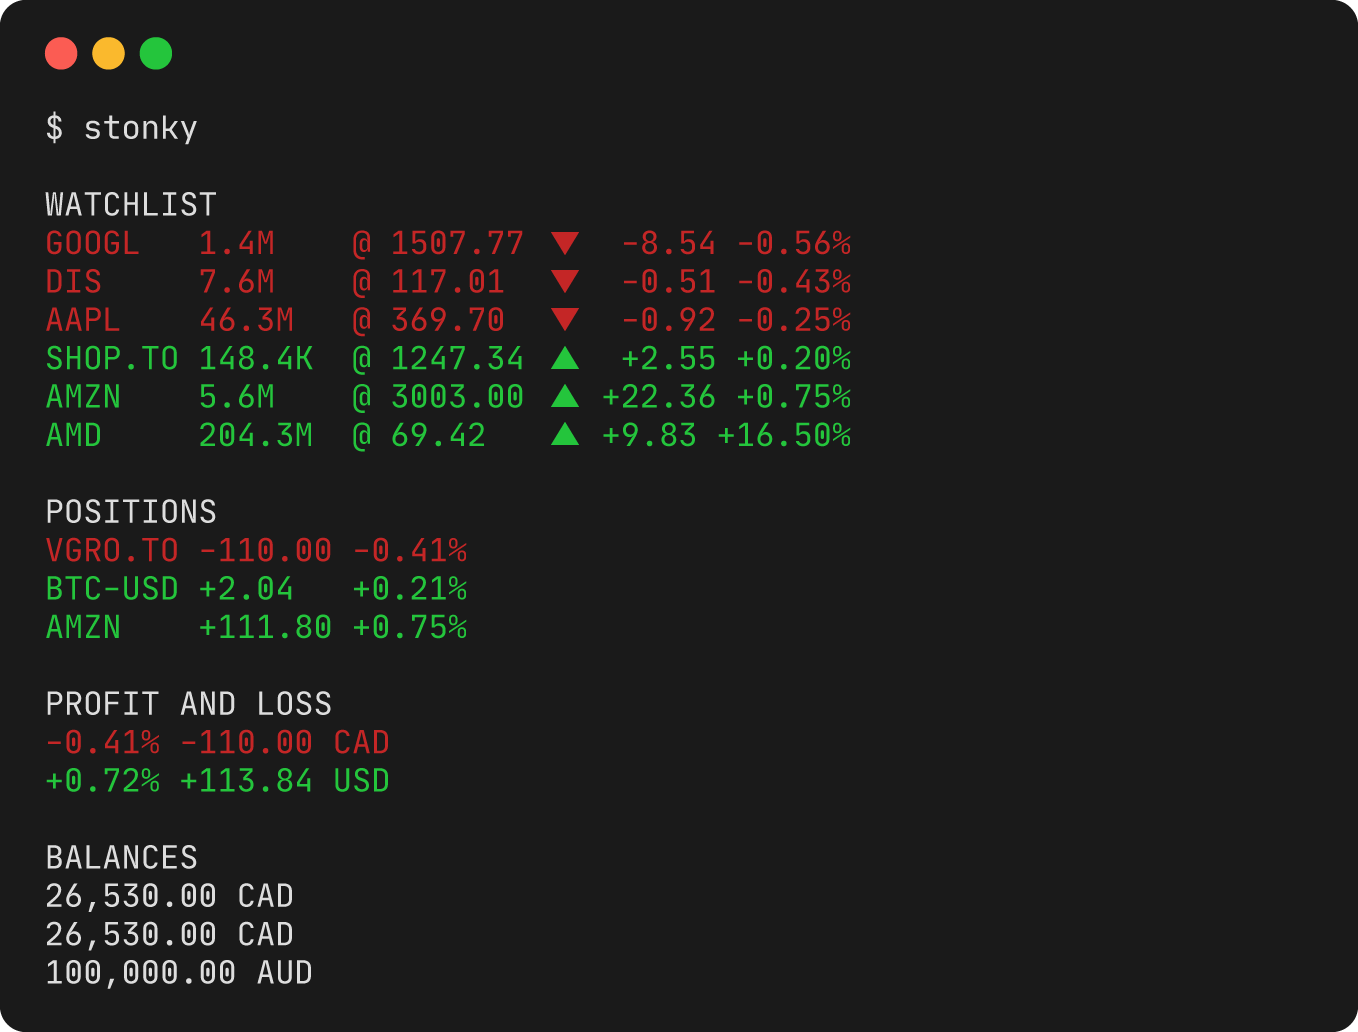 $ stonky
WATCHLIST
GOOGL 1.4M @ 1507.77 ▼ -8.54 -0.56%
DIS 7.6M @ 117.01 ▼ -0.51 -0.43%
AAPL 46.3M @ 369.70 ▼ -0.92 -0.25%
SHOP.TO 148.4K @ 1247.34 ▲ +2.55 +0.20%
AMZN 5.6M @ 3003.00 ▲ +22.36 +0.75%
AMD 204.3M @ 69.42 ▲ +9.83 +16.50%
POSITIONS
VGRO.TO -110.00 -0.41%
BTC-USD +2.04 +0.21%
AMZN +111.80 +0.75%
PROFIT AND LOSS
-0.41% -110.00 CAD
+0.72% +113.84 USD
BALANCES
26,530.00 CAD
26,530.00 CAD
100,000.00 AUD